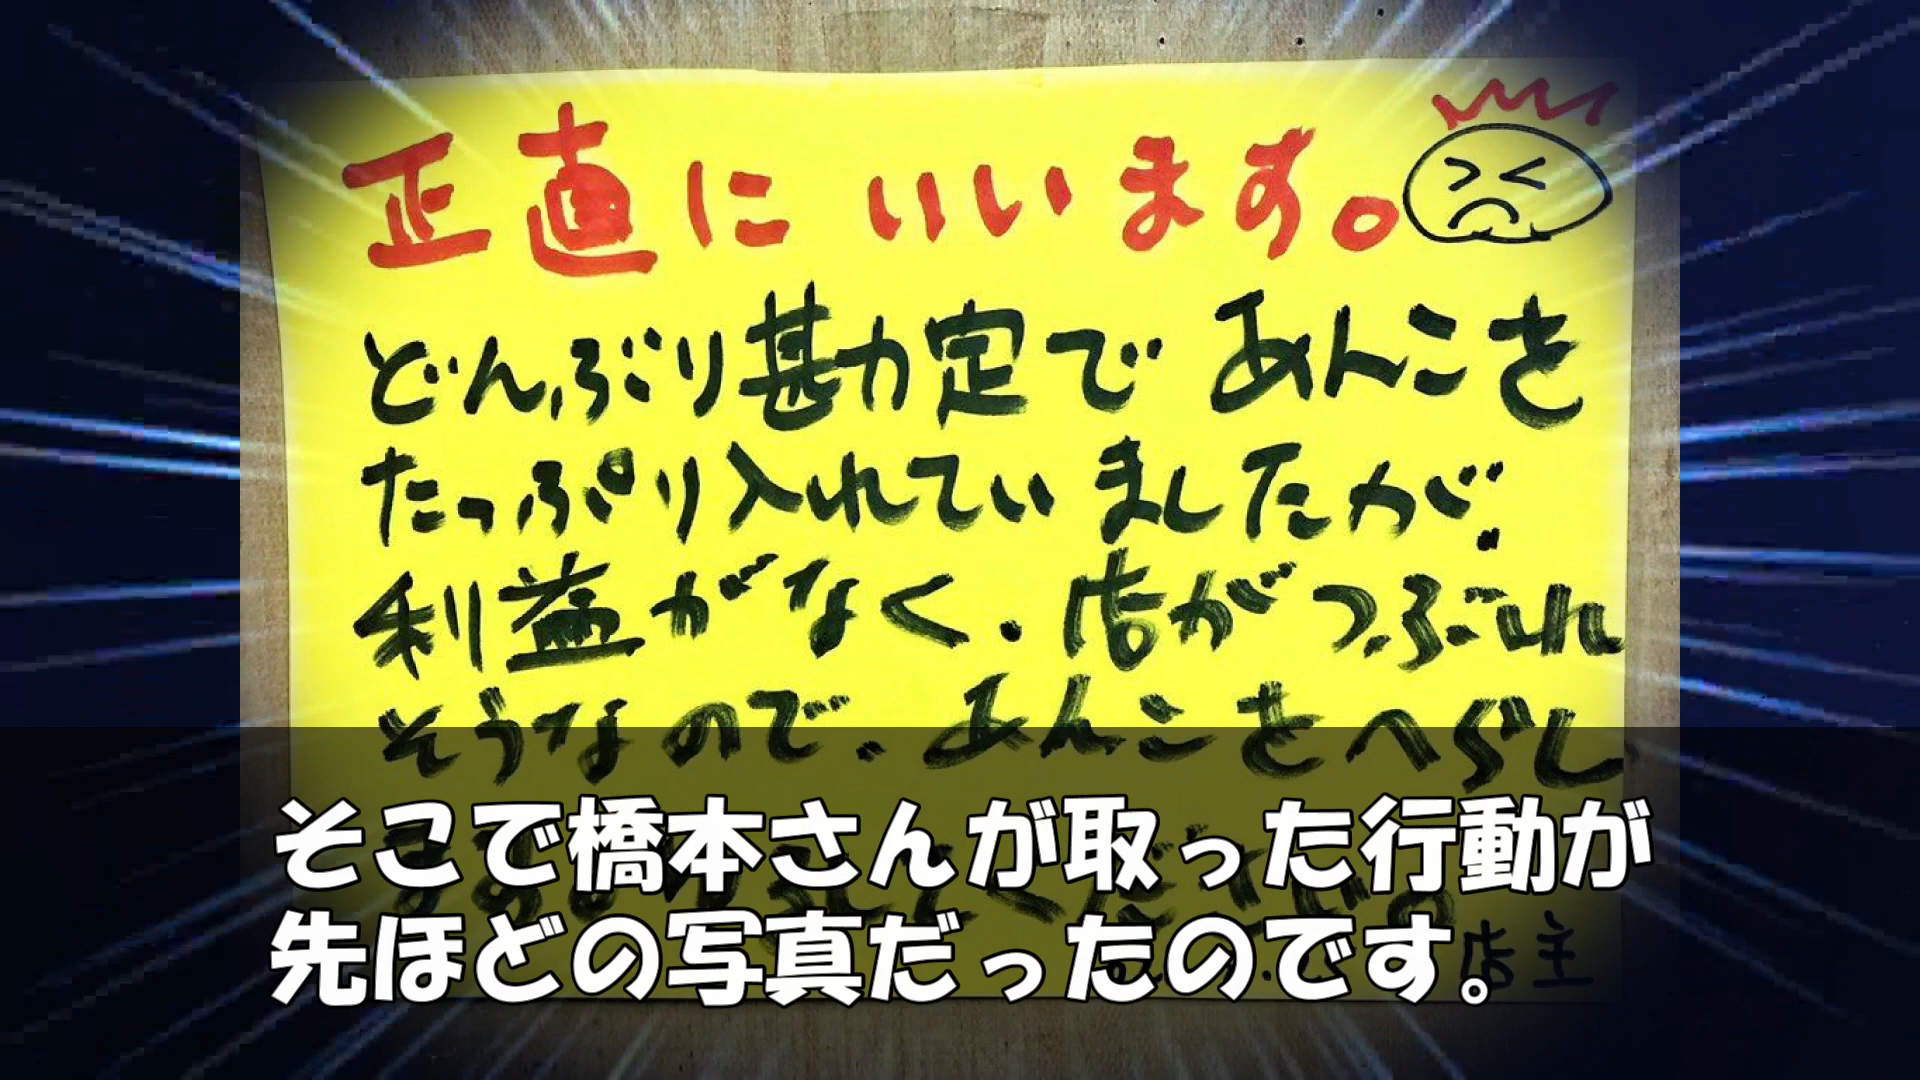 正直にいいます。
どんぶり勘定であんこを
たっぷり入れていましたが、
利益がなく、店がつぶれ
そうなので、あんこをへらし
店主
そこで橋本さんが取った行動が
先ほどの写真だったのです。